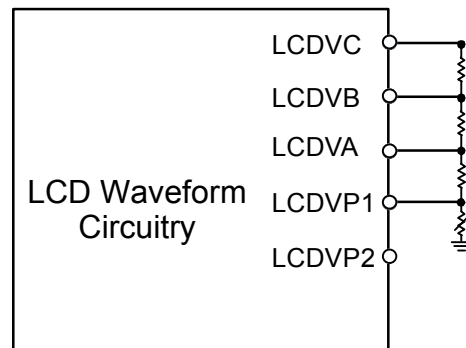 LCDVC
LCDVB
LCDVA
LCD Waveform
Circuitry
LCDVP1
LCDVP2